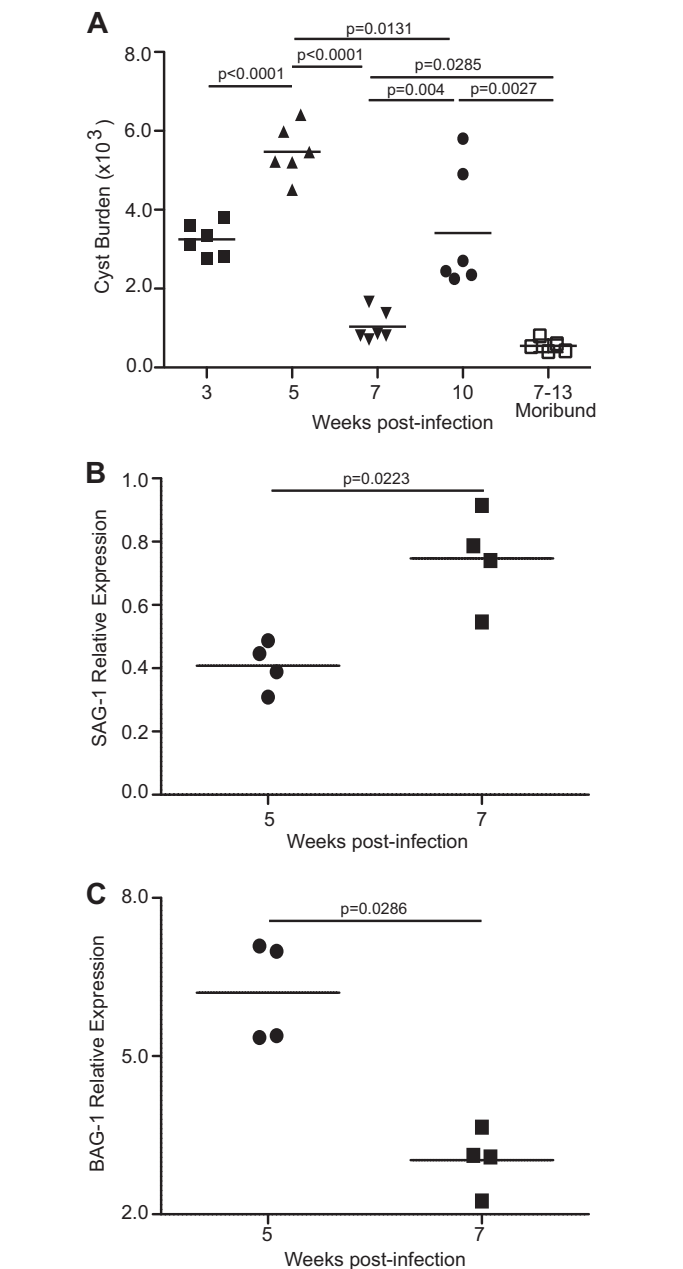 A
p=0.0131
p<0.0001
p=0.0285
p<0.0001
p=0.004
p=0.0027
8.0
6.0
4.0
2.0
0.0
Cyst Burden (x10³)
3
5
7
10
7-13
Moribund
Weeks post-infection
B
p=0.0223
1.0
0.8
0.6
0.4
0.2
0.0
SAG-1 Relative Expression
5
7
Weeks post-infection
C
p=0.0286
8.0
5.0
2.0
BAG-1 Relative Expression
5
7
Weeks post-infection